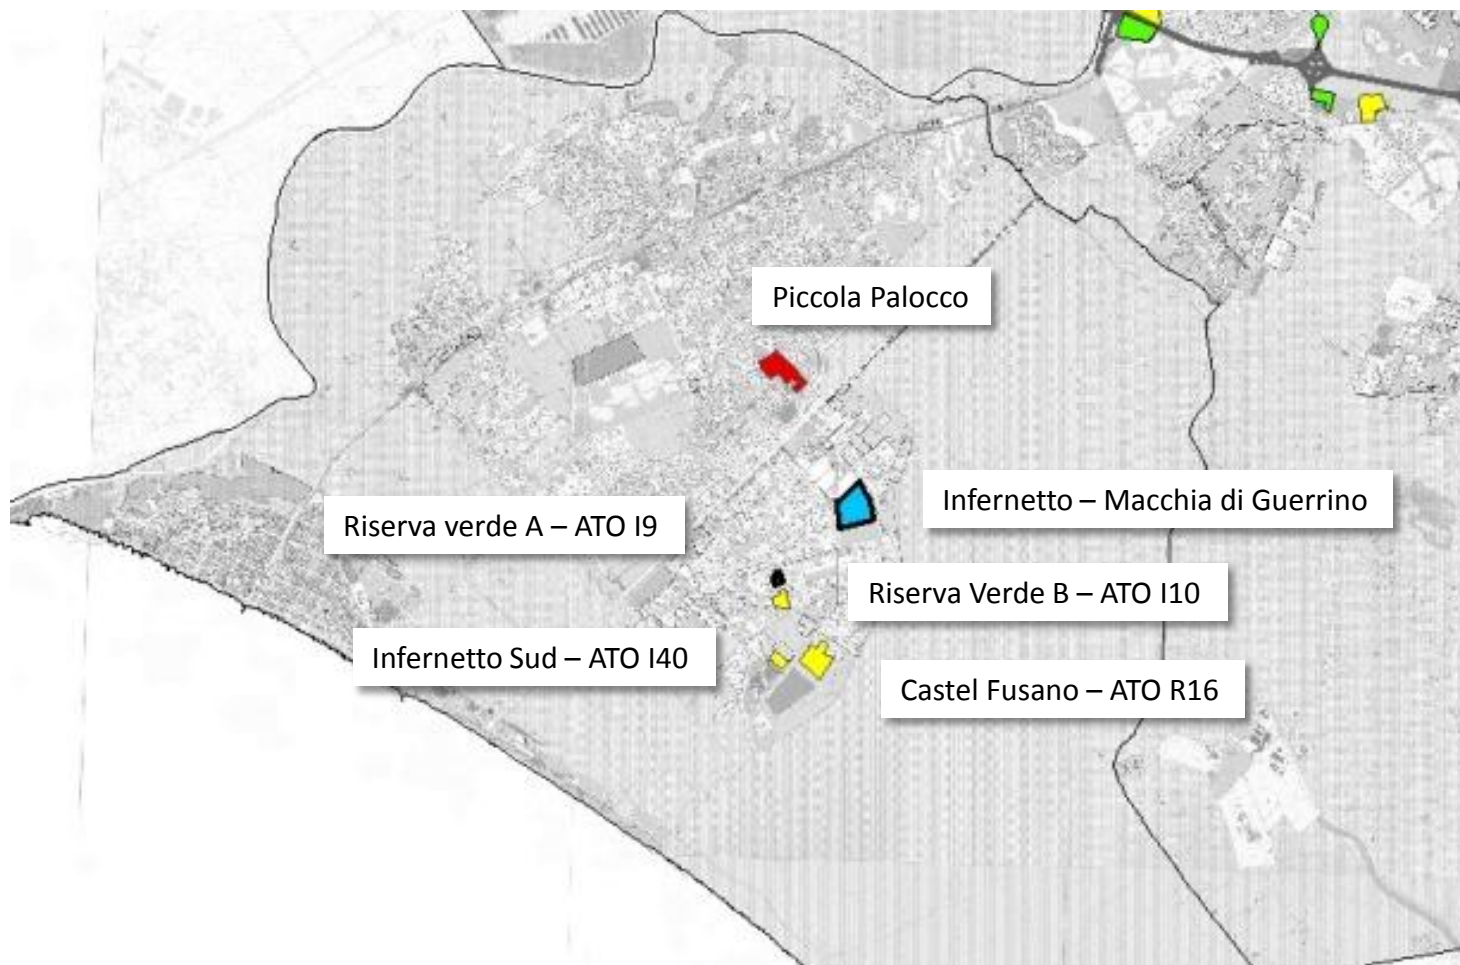 Piccola Palocco
Infernetto – Macchia di Guerrino
Riserva verde A – ATO I9
Riserva Verde B – ATO I10
Infernetto Sud – ATO I40
Castel Fusano – ATO R16